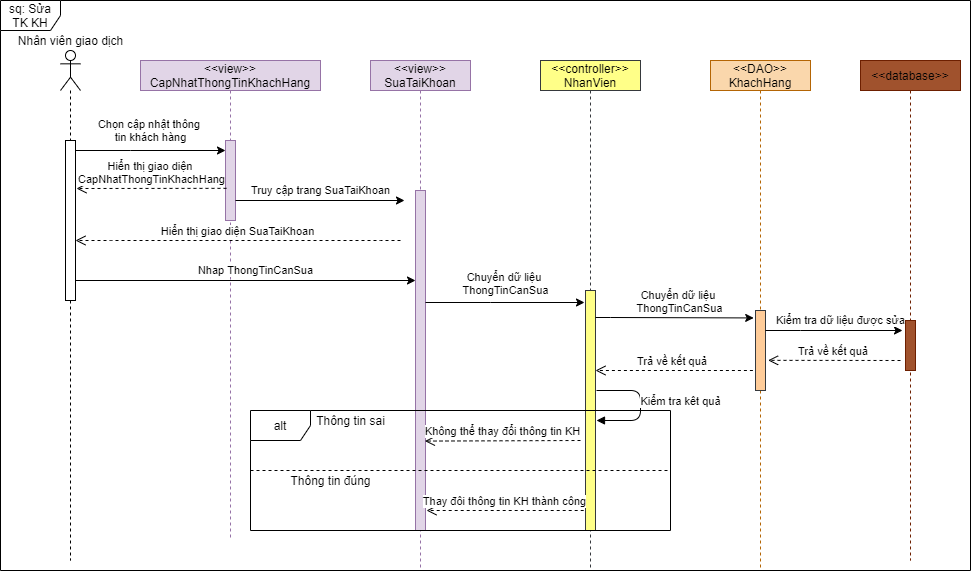 sq: Sửa
TK KH
Nhân viên giao dịch
<<view>>
CapNhatThongTinKhachHang
<<view>>
SuaTaiKhoan
<<controller>>
NhanVien
<<DAO>>
KhachHang
<<database>>
Chọn cập nhật thông
tin khách hàng
Hiển thị giao diện
CapNhatThongTinKhachHang
Truy cập trang SuaTaiKhoan
Hiển thị giao diện SuaTaiKhoan
Nhap ThongTinCanSua
Chuyển dữ liệu
ThongTinCanSua
Chuyển dữ liệu
ThongTinCanSua
Kiểm tra dữ liệu được sửa
Trả về kết quả
Trả về kết quả
Kiểm tra kết quả
alt
Thông tin sai
Không thể thay đổi thông tin KH
Thông tin đúng
Thay đôi thông tin KH thành công